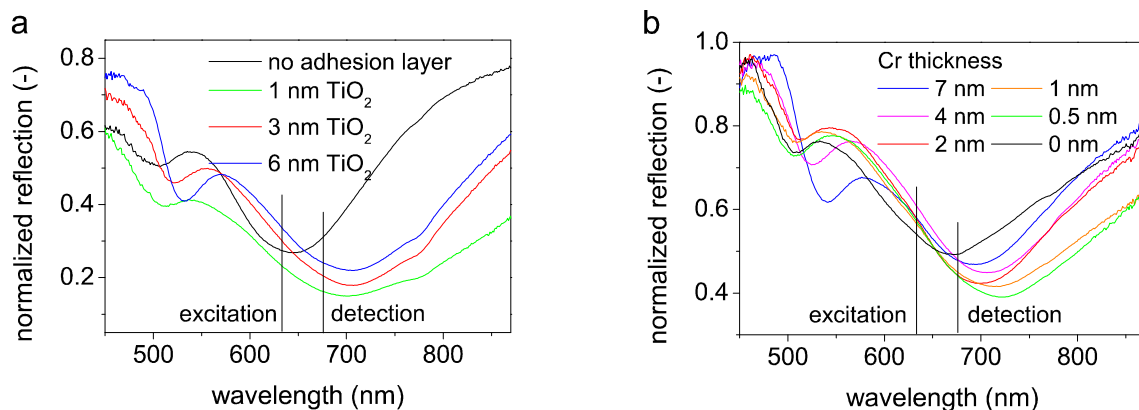 a
0.8
0.6
0.4
0.2
normalized reflection (-)
no adhesion layer
1 nm TiO2
3 nm TiO2
6 nm TiO2
excitation
detection
500 600 700 800
wavelength (nm)
b
1.0
0.8
0.6
0.4
normalized reflection (-)
Cr thickness
7 nm 1 nm
4 nm 0.5 nm
2 nm 0 nm
excitation
detection
500 600 700 800
wavelength (nm)